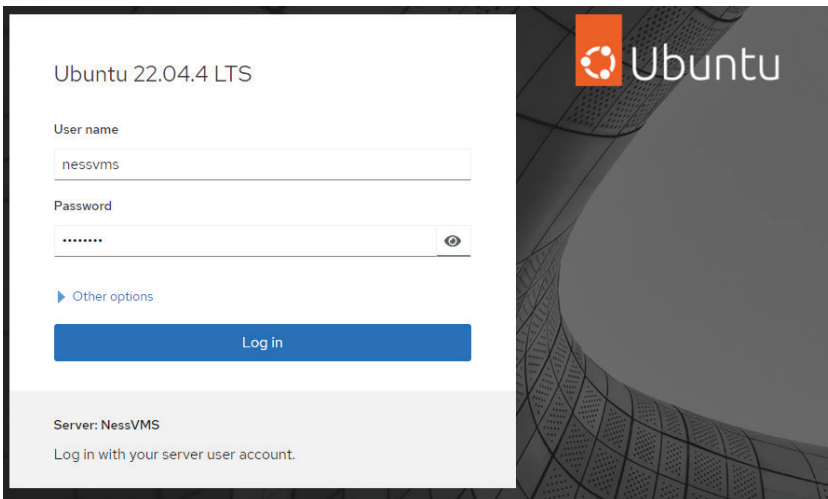 Ubuntu 22.04.4 LTS
Ubuntu
User name
nessvms
Password
••••••••
Other options
Log in
Server: NessVMS
Log in with your server user account.